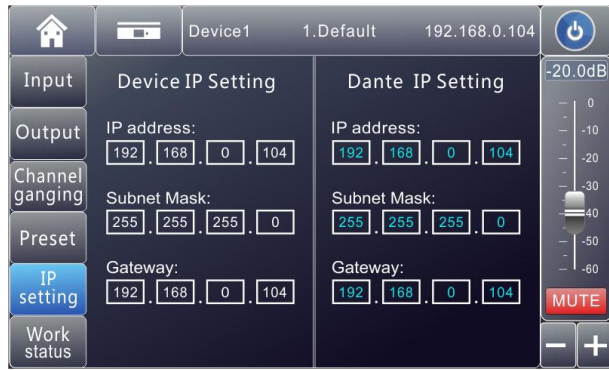 Device1 1.Default 192.168.0.104
Input
Output
Channel
ganging
Preset
IP
setting
Work
status
Device IP Setting
IP address:
192 . 168 . 0 . 104
Subnet Mask:
255 . 255 . 255 . 0
Gateway:
192 . 168 . 0 . 104
Dante IP Setting
IP address:
192 . 168 . 0 . 104
Subnet Mask:
255 . 255 . 255 . 0
Gateway:
192 . 168 . 0 . 104
-20.0dB
0
-10
-20
-30
-40
-50
-60
MUTE
− +